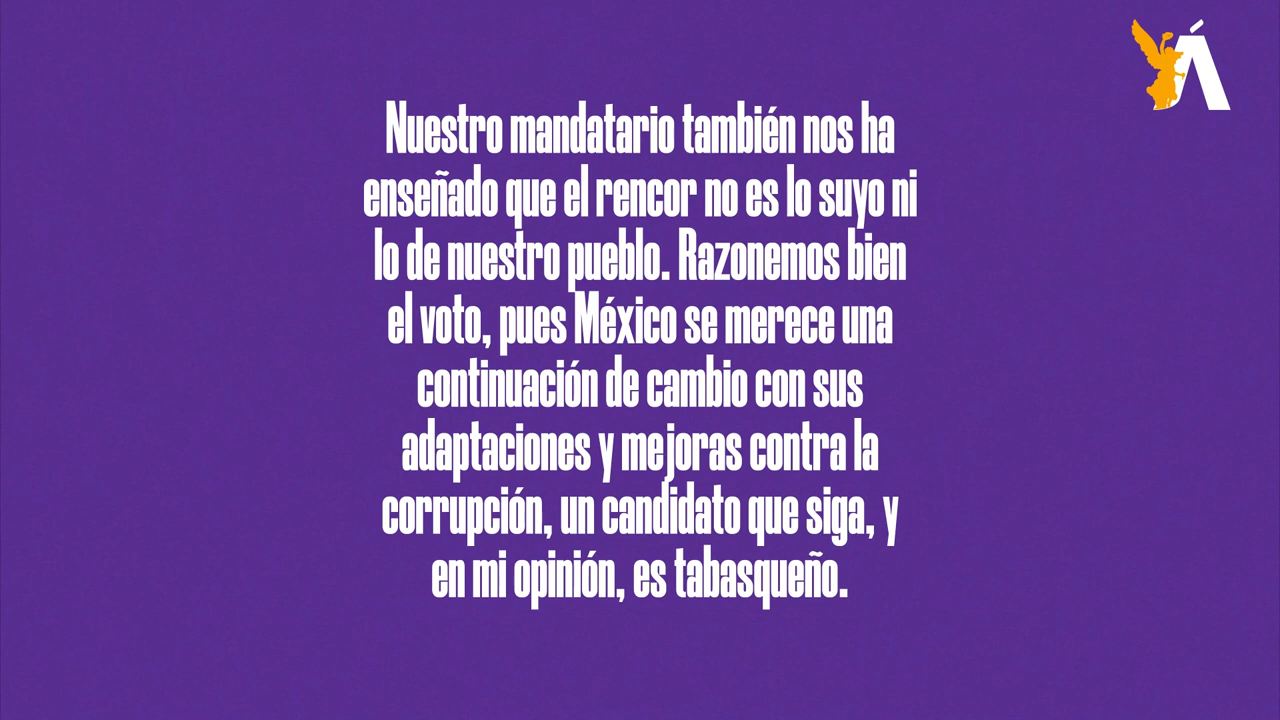 Á
Nuestro mandatario también nos ha
enseñado que el rencor no es lo suyo ni
lo de nuestro pueblo. Razonemos bien
el voto, pues México se merece una
continuación de cambio con sus
adaptaciones y mejoras contra la
corrupción, un candidato que siga, y
en mi opinión, es tabasqueño.